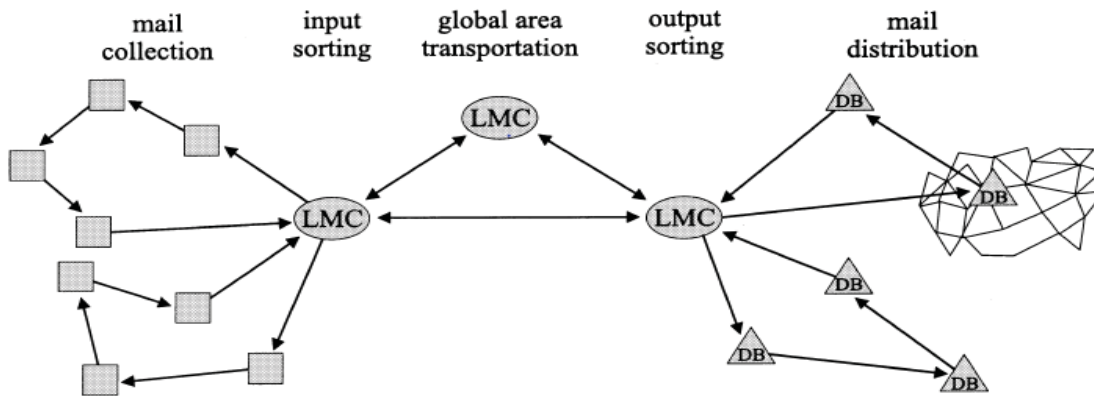 mail collection
input sorting
global area transportation
output sorting
mail distribution
DB
LMC
DB
LMC
LMC
DB
DB
DB